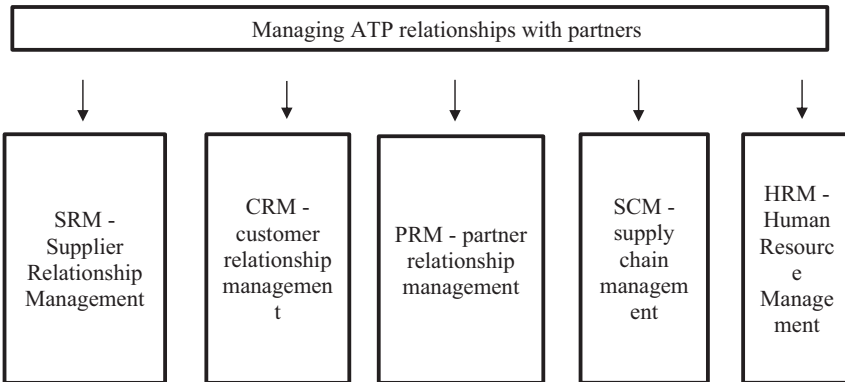 Managing ATP relationships with partners
SRM -
Supplier
Relationship
Management
CRM -
customer
relationship
managemen
t
PRM - partner
relationship
management
SCM -
supply
chain
managem
ent
HRM -
Human
Resourc
e
Manage
ment